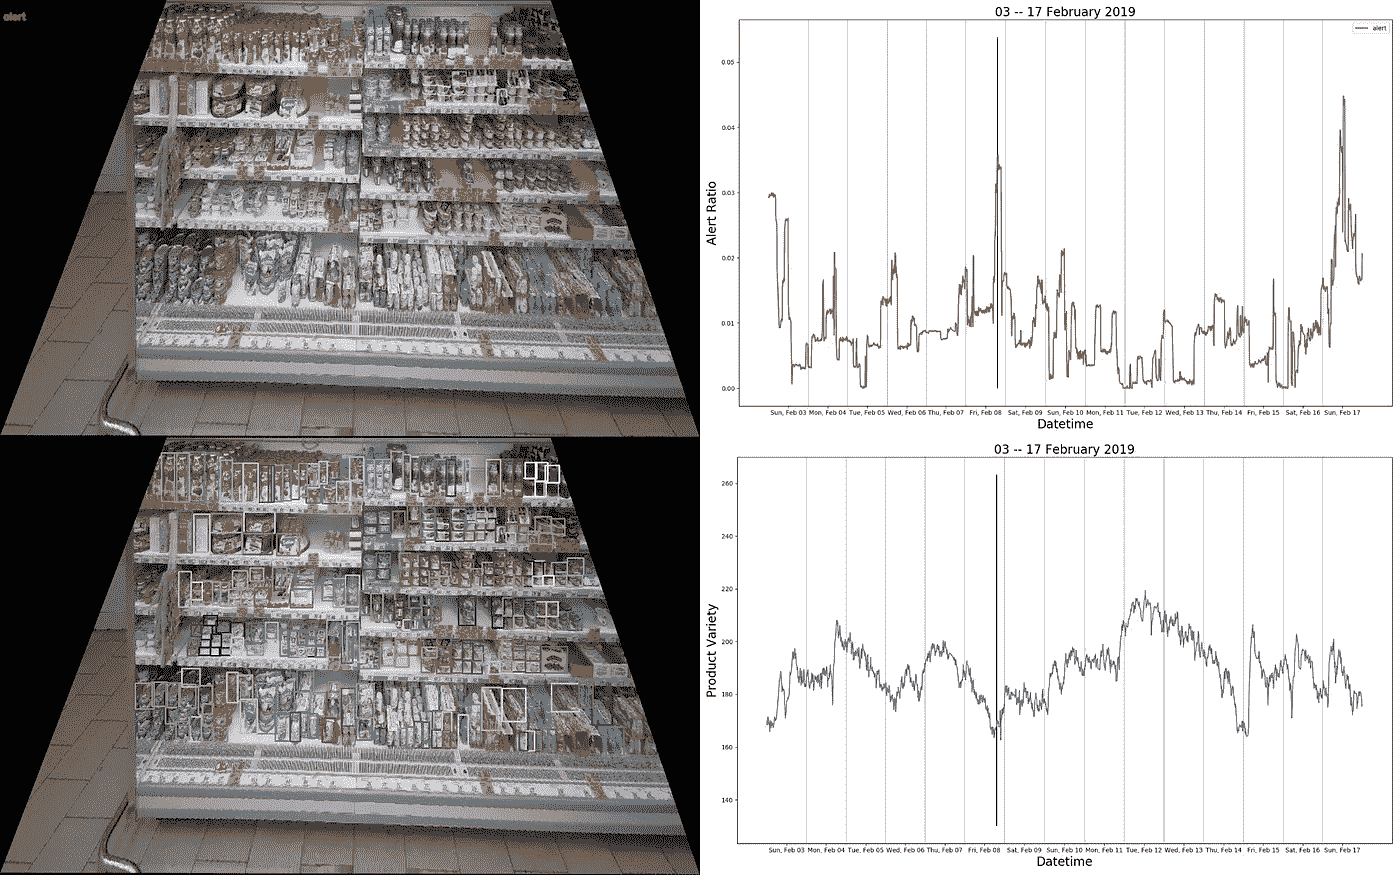 alert
03 -- 17 February 2019
alert
0.05
0.04
0.03
0.02
0.01
0.00
Alert Ratio
Sun, Feb 03 Mon, Feb 04 Tue, Feb 05 Wed, Feb 06 Thu, Feb 07 Fri, Feb 08 Sat, Feb 09 Sun, Feb 10 Mon, Feb 11 Tue, Feb 12 Wed, Feb 13 Thu, Feb 14 Fri, Feb 15 Sat, Feb 16 Sun, Feb 17
Datetime
03 -- 17 February 2019
260
240
220
200
180
160
140
Product Variety
Sun, Feb 03 Mon, Feb 04 Tue, Feb 05 Wed, Feb 06 Thu, Feb 07 Fri, Feb 08 Sat, Feb 09 Sun, Feb 10 Mon, Feb 11 Tue, Feb 12 Wed, Feb 13 Thu, Feb 14 Fri, Feb 15 Sat, Feb 16 Sun, Feb 17
Datetime